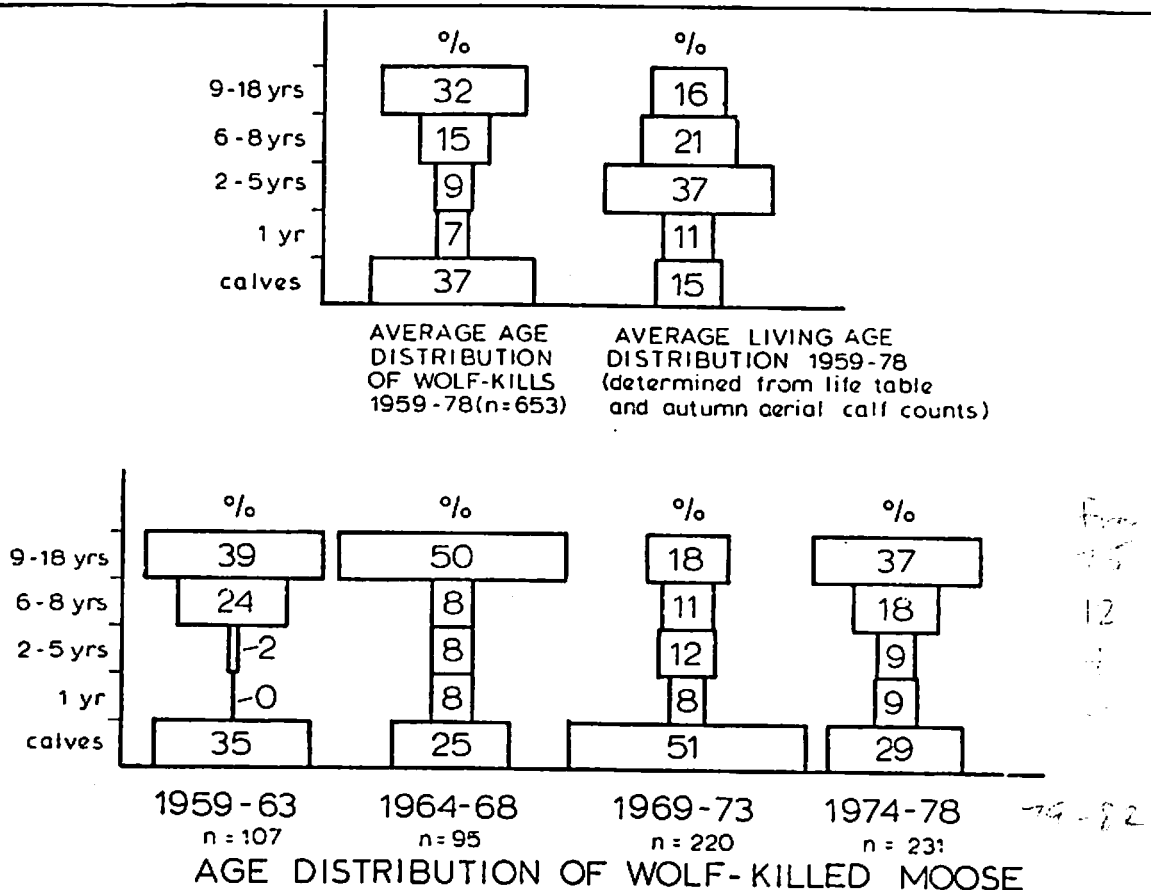 % %
9-18 yrs 32 16
6-8 yrs 15 21
2-5 yrs 9 37
1 yr 7 11
calves 37 15
AVERAGE AGE
DISTRIBUTION
OF WOLF-KILLS
1959-78(n=653)
AVERAGE LIVING AGE
DISTRIBUTION 1959-78
(determined from life table
and autumn aerial calf counts)
% % % %
9-18 yrs 39 50 18 37
6-8 yrs 24 8 11 18 12
2-5 yrs 2 8 12 9
1 yr 0 8 8 9
calves 35 25 51 29
1959-63 1964-68 1969-73 1974-78
n=107 n=95 n=220 n=231
AGE DISTRIBUTION OF WOLF-KILLED MOOSE